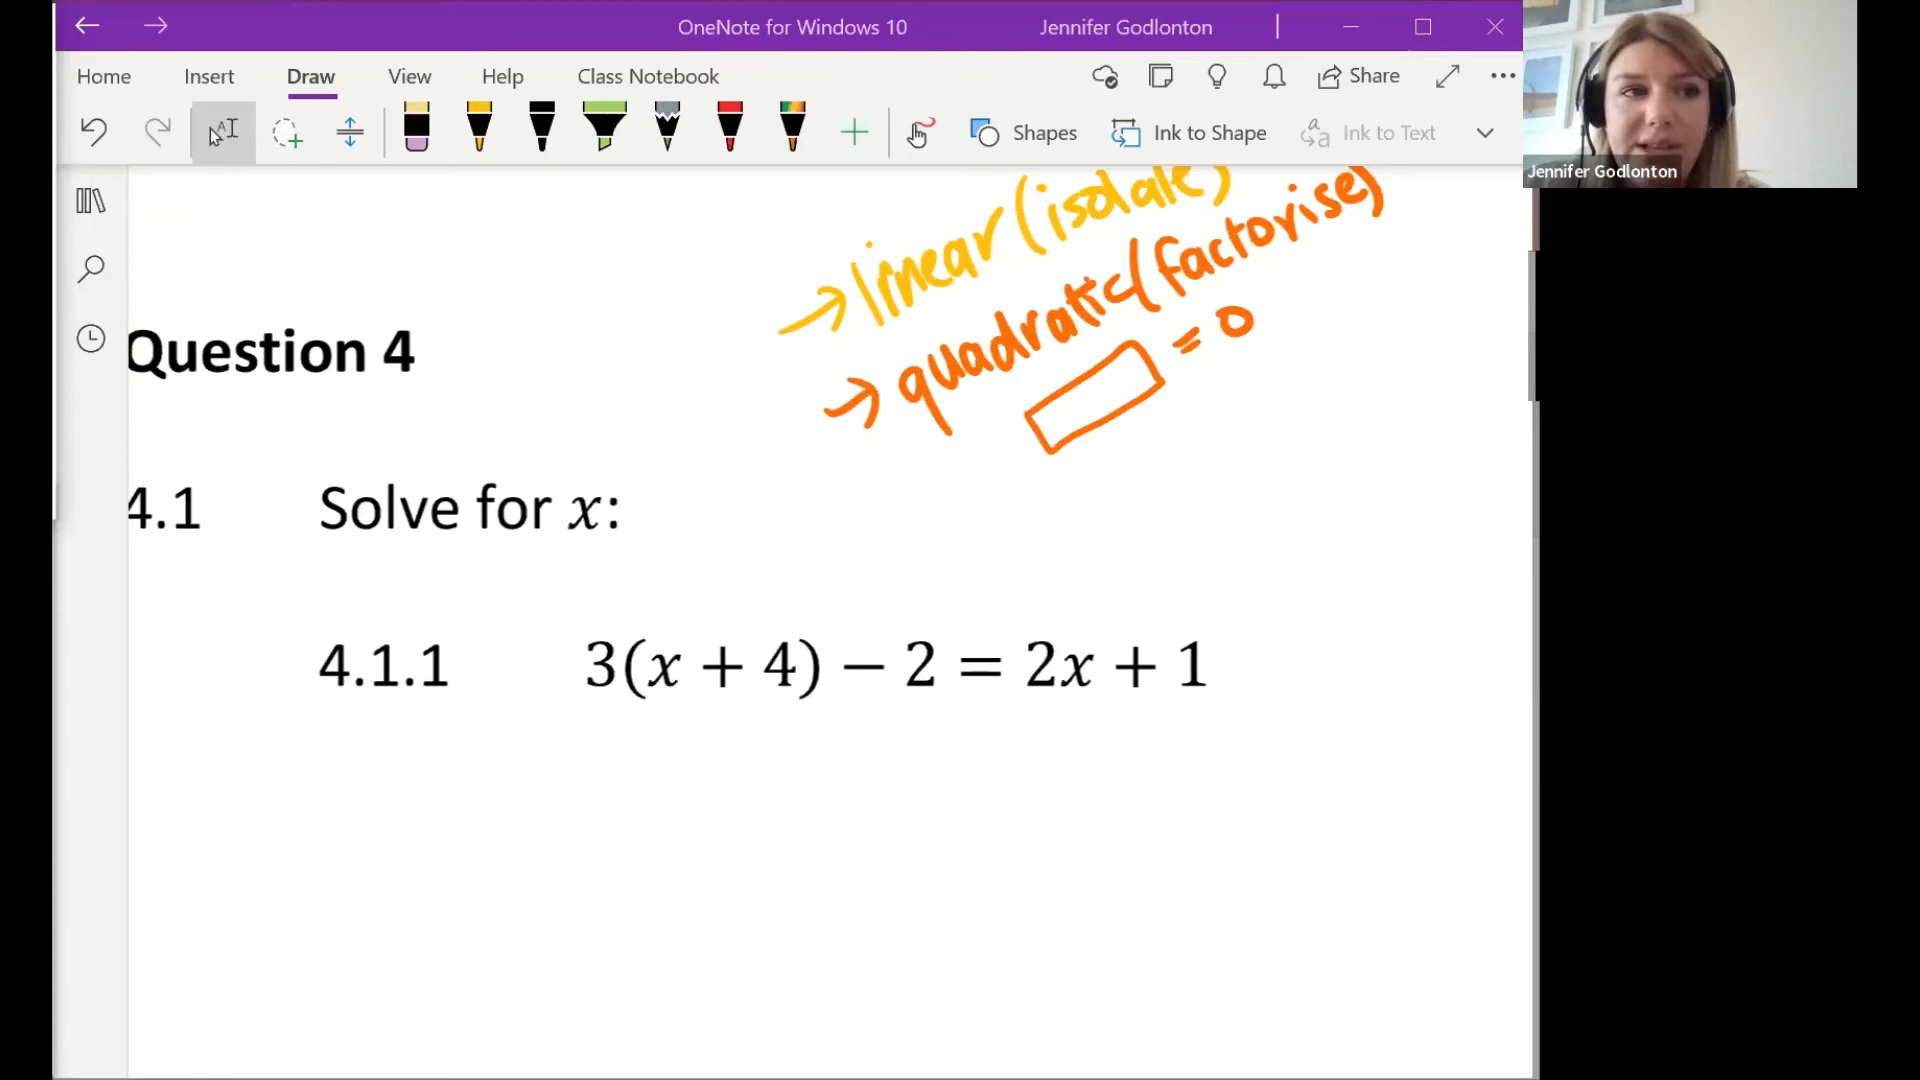 OneNote for Windows 10 Jennifer Godlonton
Home Insert Draw View Help Class Notebook Share
Shapes Ink to Shape Ink to Text
Jennifer Godlonton
→ linear (isolate)
→ quadratic (factorise)
= 0
Question 4
4.1 Solve for x:
4.1.1 3(x + 4) − 2 = 2x + 1